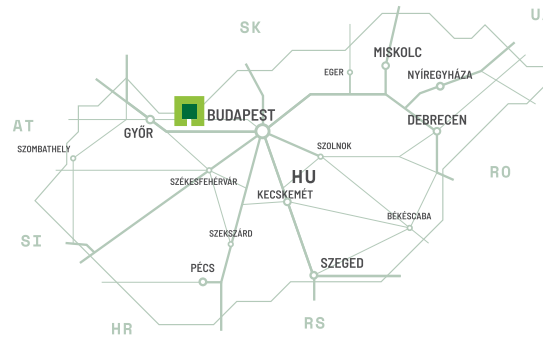 U
SK
MISKOLC
EGER
NYÍREGYHÁZA
BUDAPEST
DEBRECEN
AT
GYŐR
SZOMBATHELY
SZOLNOK
RO
HU
SZÉKESFEHÉRVÁR
KECSKEMÉT
BÉKÉSCABA
SZEKSZÁRD
SI
PÉCS
SZEGED
HR
RS